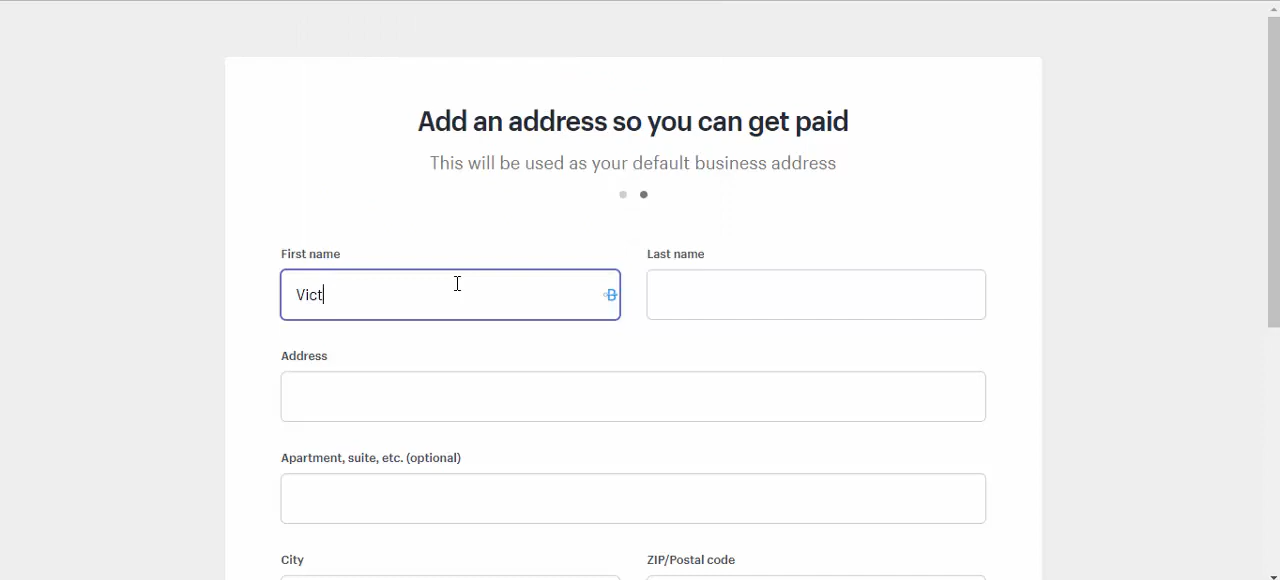 Add an address so you can get paid
This will be used as your default business address
First name
Last name
Vict
Address
Apartment, suite, etc. (optional)
City
ZIP/Postal code